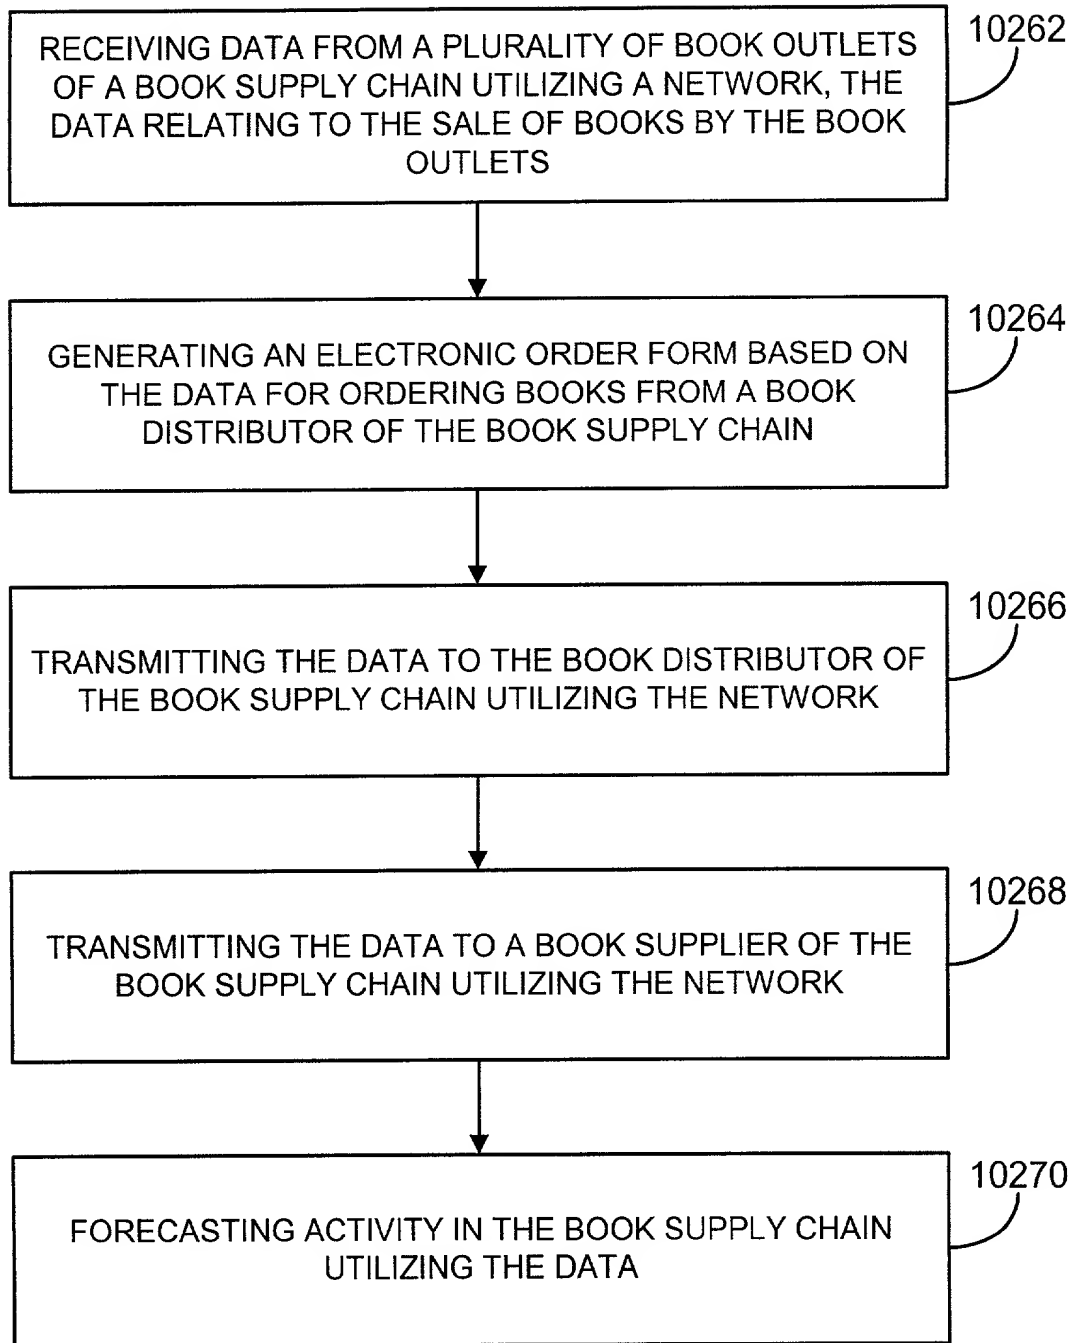 RECEIVING DATA FROM A PLURALITY OF BOOK OUTLETS
OF A BOOK SUPPLY CHAIN UTILIZING A NETWORK, THE
DATA RELATING TO THE SALE OF BOOKS BY THE BOOK
OUTLETS
10262
GENERATING AN ELECTRONIC ORDER FORM BASED ON
THE DATA FOR ORDERING BOOKS FROM A BOOK
DISTRIBUTOR OF THE BOOK SUPPLY CHAIN
10264
TRANSMITTING THE DATA TO THE BOOK DISTRIBUTOR OF
THE BOOK SUPPLY CHAIN UTILIZING THE NETWORK
10266
TRANSMITTING THE DATA TO A BOOK SUPPLIER OF THE
BOOK SUPPLY CHAIN UTILIZING THE NETWORK
10268
FORECASTING ACTIVITY IN THE BOOK SUPPLY CHAIN
UTILIZING THE DATA
10270